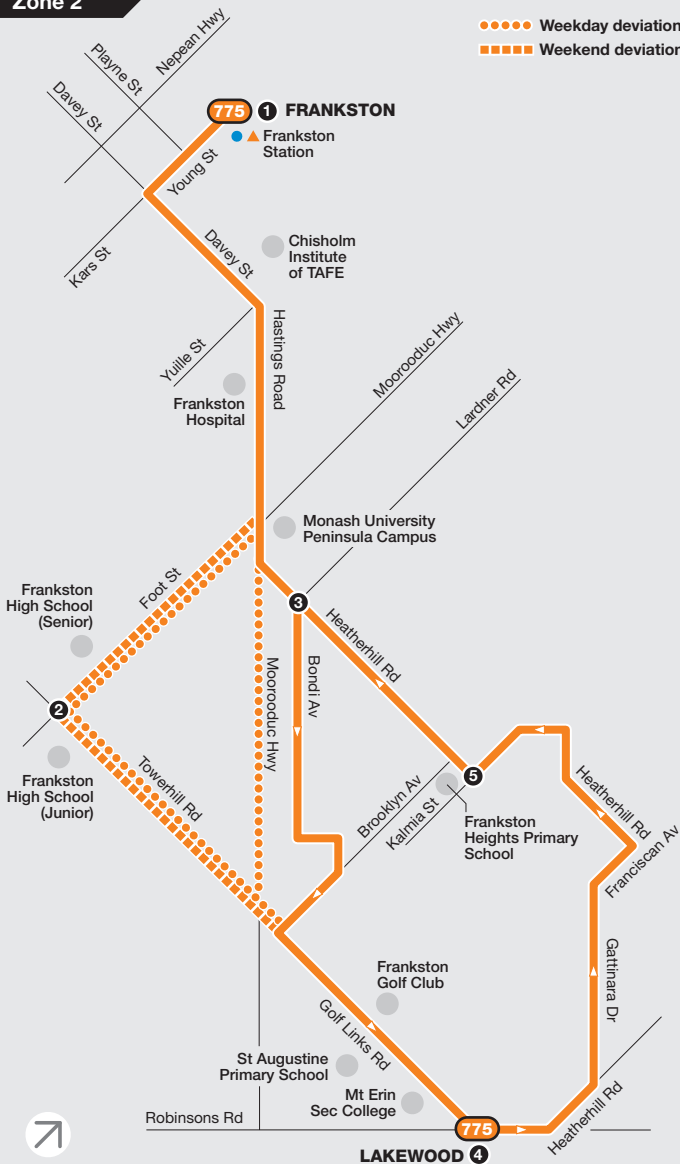 Zone 2
Weekday deviation
Weekend deviation
Nepean Hwy
Playne St
Davey St
775 1 FRANKSTON
Frankston
Station
Young St
Kars St
Davey St
Chisholm
Institute
of TAFE
Hastings Road
Yuille St
Moorooduc Hwy
Lardner Rd
Frankston
Hospital
Monash University
Peninsula Campus
Foot St
Frankston
High School
(Senior)
3
Heatherhill Rd
Bondi Av
Moorooduc Hwy
2
Frankston
High School
(Junior)
Towerhill Rd
5
Brooklyn Av
Kalmia St
Frankston
Heights Primary
School
Heatherhill Rd
Franciscan Av
Gattinara Dr
Frankston
Golf Club
Golf Links Rd
St Augustine
Primary School
Mt Erin
Sec College
Robinsons Rd
775
Heatherhill Rd
LAKEWOOD 4